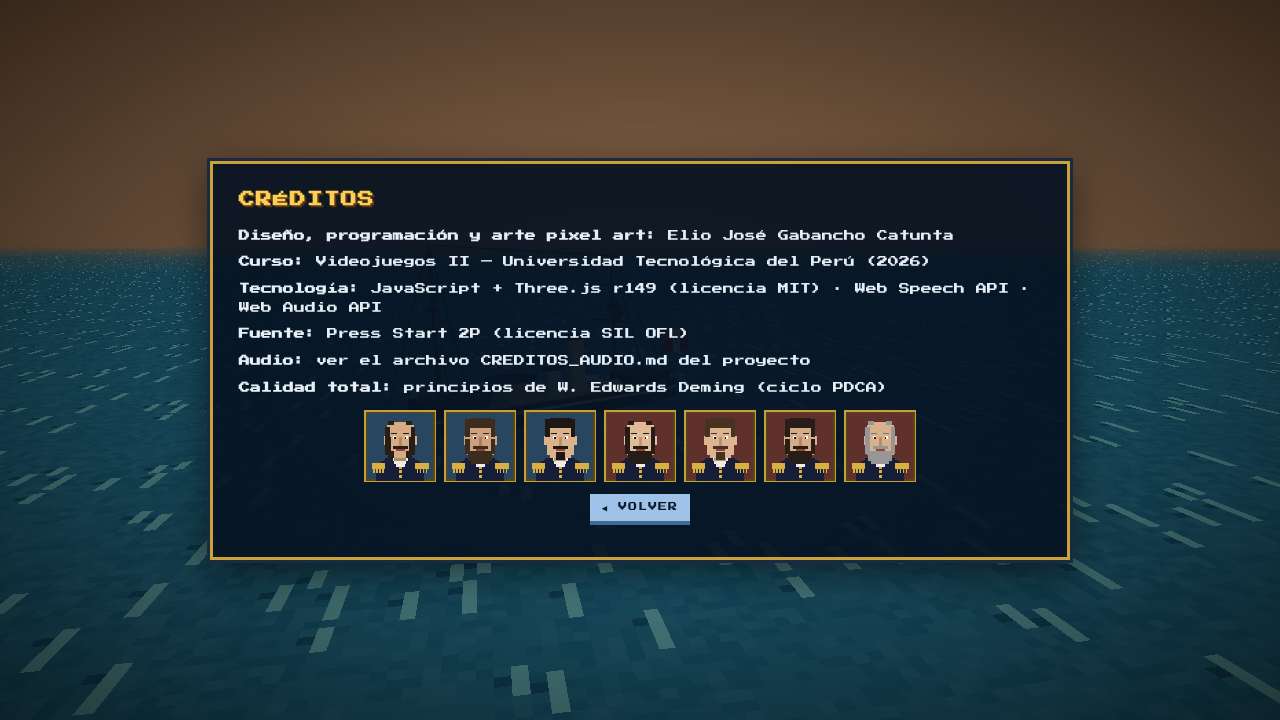 CRéDITOS
Diseño, programación y arte pixel art: Elio José Gabancho Catunta
Curso: Videojuegos II — Universidad Tecnológica del Perú (2026)
Tecnología: JavaScript + Three.js r149 (licencia MIT) · Web Speech API ·
Web Audio API
Fuente: Press Start 2P (licencia SIL OFL)
Audio: ver el archivo CREDITOS_AUDIO.md del proyecto
Calidad total: principios de W. Edwards Deming (ciclo PDCA)
◂ VOLVER